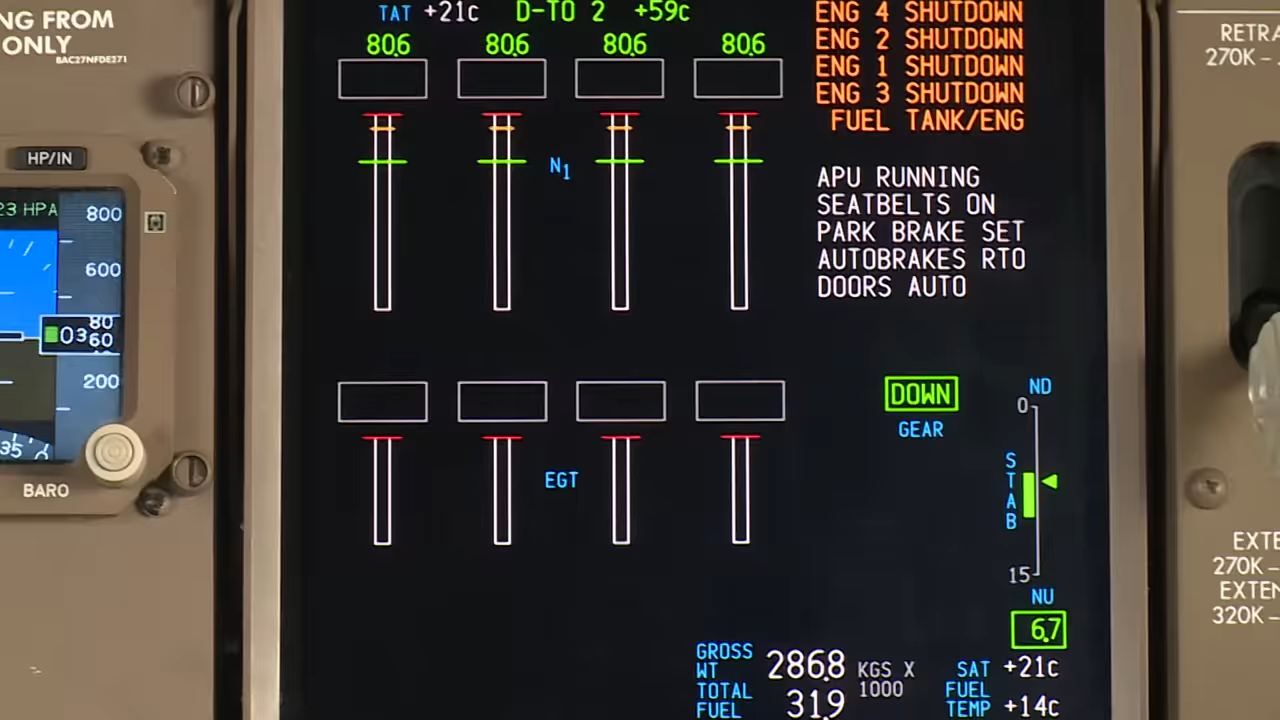 NG FROM
ONLY
BAC27NFDE271
HP/IN
23 HPA
800
600
0380
60
200
35
BARO
TAT +21c D-TO 2 +59c
80.6 80.6 80.6 80.6
N1
EGT
ENG 4 SHUTDOWN
ENG 2 SHUTDOWN
ENG 1 SHUTDOWN
ENG 3 SHUTDOWN
FUEL TANK/ENG
APU RUNNING
SEATBELTS ON
PARK BRAKE SET
AUTOBRAKES RTO
DOORS AUTO
DOWN
GEAR
ND
0
STAB
15
NU
6.7
GROSS WT 286.8 KGS X 1000
TOTAL FUEL 31.9
SAT +21c
FUEL TEMP +14c
RETRA
270K –
EXTE
270K –
EXTEN
320K –